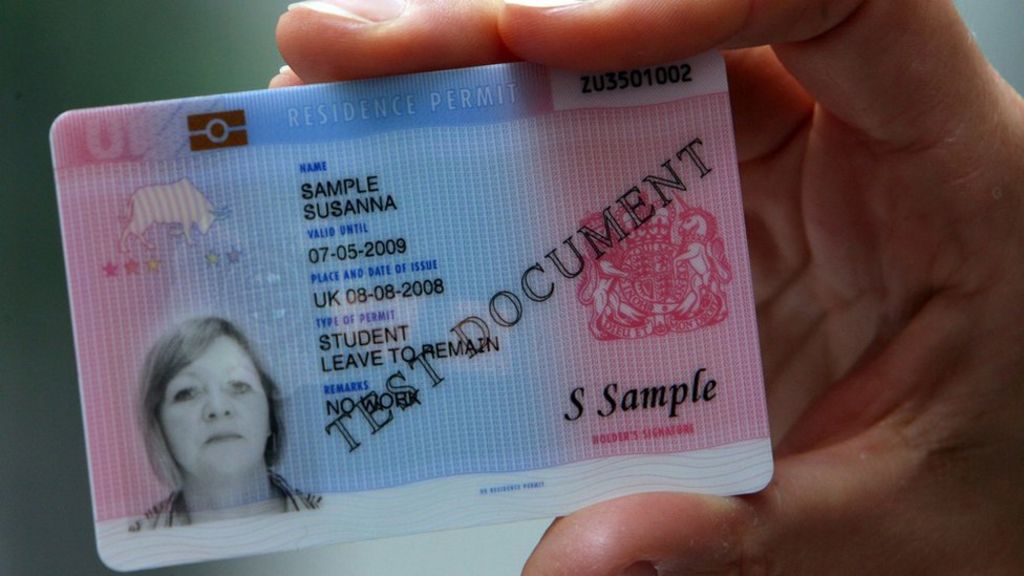 UK
RESIDENCE PERMIT
ZU3501002
NAME
SAMPLE
SUSANNA
VALID UNTIL
07-05-2009
PLACE AND DATE OF ISSUE
UK 08-08-2008
TYPE OF PERMIT
STUDENT
LEAVE TO REMAIN
REMARKS
NO WORK
TEST DOCUMENT
S Sample
HOLDER'S SIGNATURE
UK RESIDENCE PERMIT